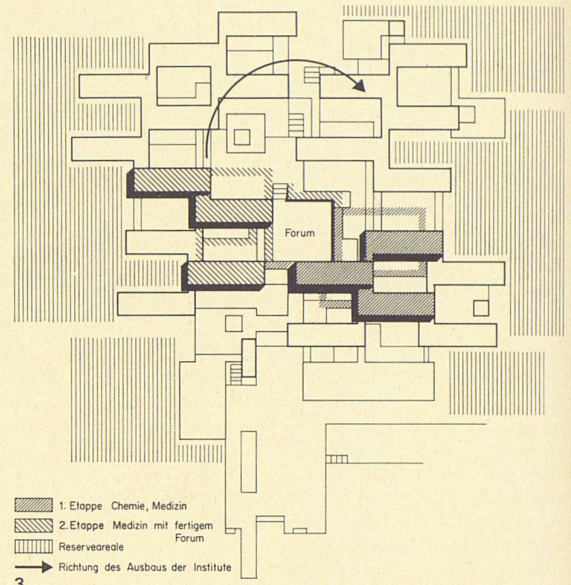 Forum
1. Etappe Chemie, Medizin
2. Etappe Medizin mit fertigem
Forum
Reserveareale
Richtung des Ausbaus der Institute
3